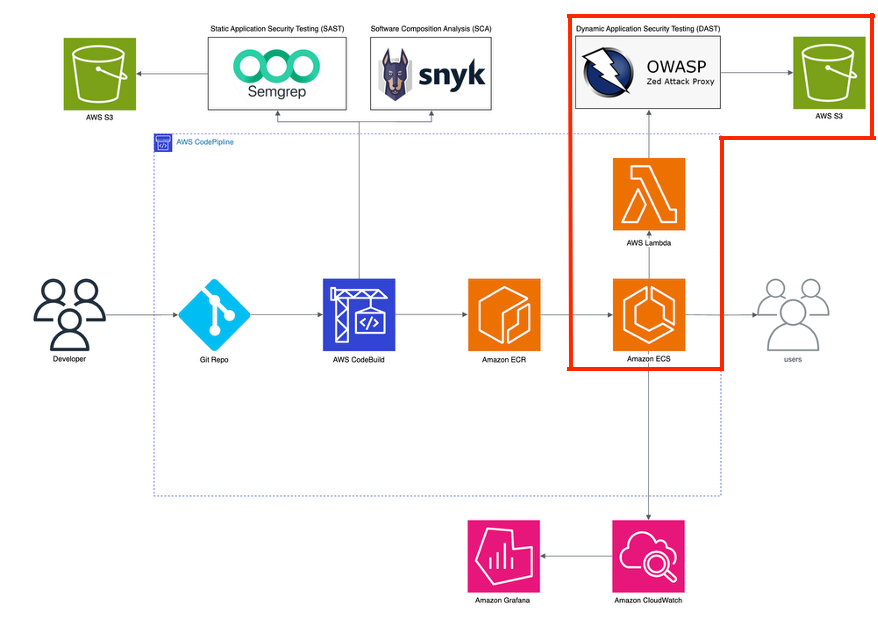 Static Application Security Testing (SAST)
Software Composition Analysis (SCA)
Dynamic Application Security Testing (DAST)
Semgrep
snyk
OWASP
Zed Attack Proxy
AWS S3
AWS S3
AWS CodePipline
AWS Lambda
Developer
Git Repo
AWS CodeBuild
Amazon ECR
Amazon ECS
users
Amazon Grafana
Amazon CloudWatch